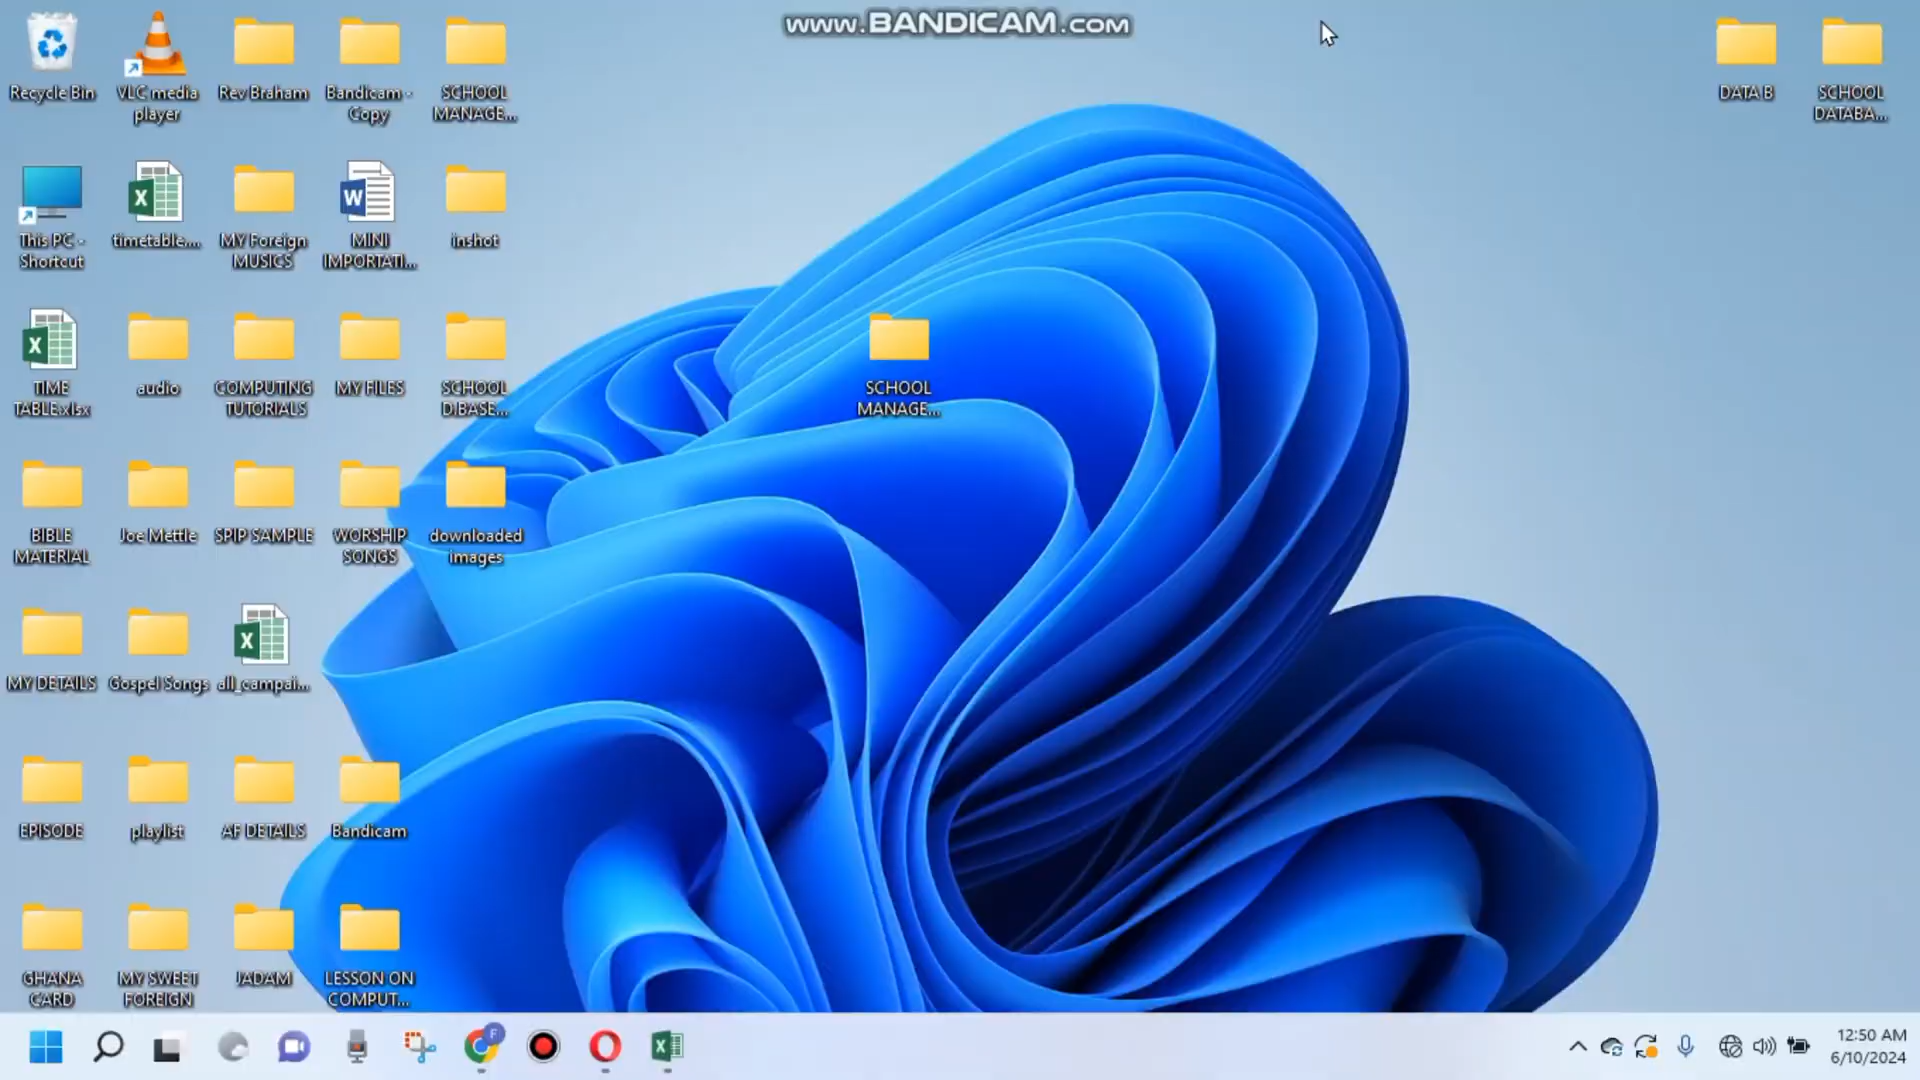 www.BANDICAM.com
Recycle Bin
VLC media
player
Rev Braham
Bandicam -
Copy
SCHOOL
MANAGE...
DATA B
SCHOOL
DATABA...
This PC -
Shortcut
timetable....
MY Foreign
MUSICS
MINI
IMPORTATI...
inshot
TIME
TABLE.xlsx
audio
COMPUTING
TUTORIALS
MY FILES
SCHOOL
D.BASE...
SCHOOL
MANAGE...
BIBLE
MATERIAL
Joe Mettle
SPIP SAMPLE
WORSHIP
SONGS
downloaded
images
MY DETAILS
Gospel Songs
all_campai...
EPISODE
playlist
AF DETAILS
Bandicam
GHANA
CARD
MY SWEET
FOREIGN
JADAM
LESSON ON
COMPUT...
F
12:50 AM
6/10/2024